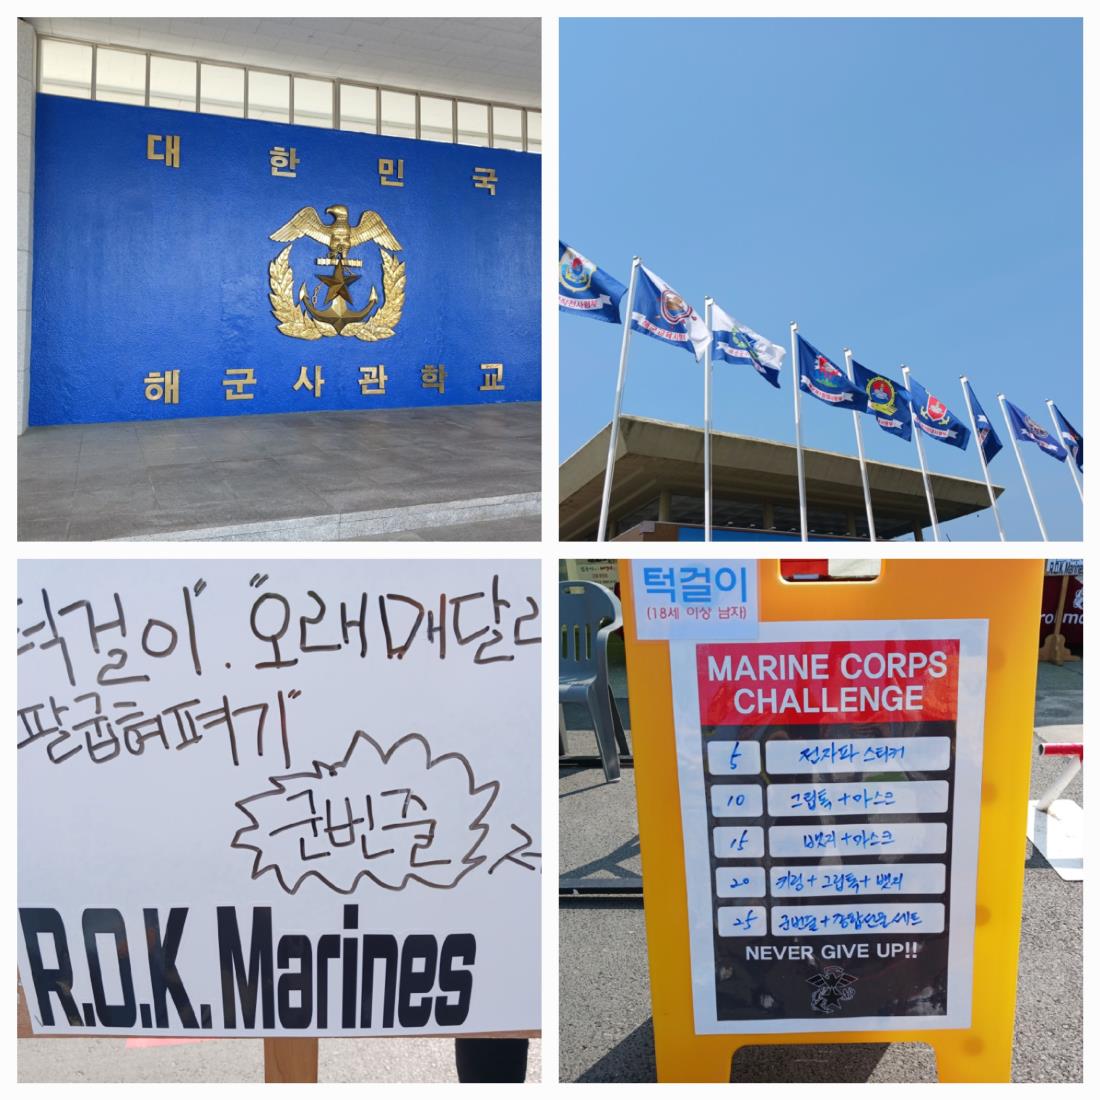 대한민국
해군사관학교
턱걸이". "오래매달리
팔굽혀펴기"
군번줄
R.O.K. Marines
턱걸이
(18세 이상 남자)
MARINE CORPS
CHALLENGE
5 전자파 스티커
10 그립톡+마스크
15 뱃지+마스크
20 키링+그립톡+뱃지
25 군번줄+종합선물세트
NEVER GIVE UP!!
R.O.K Marines